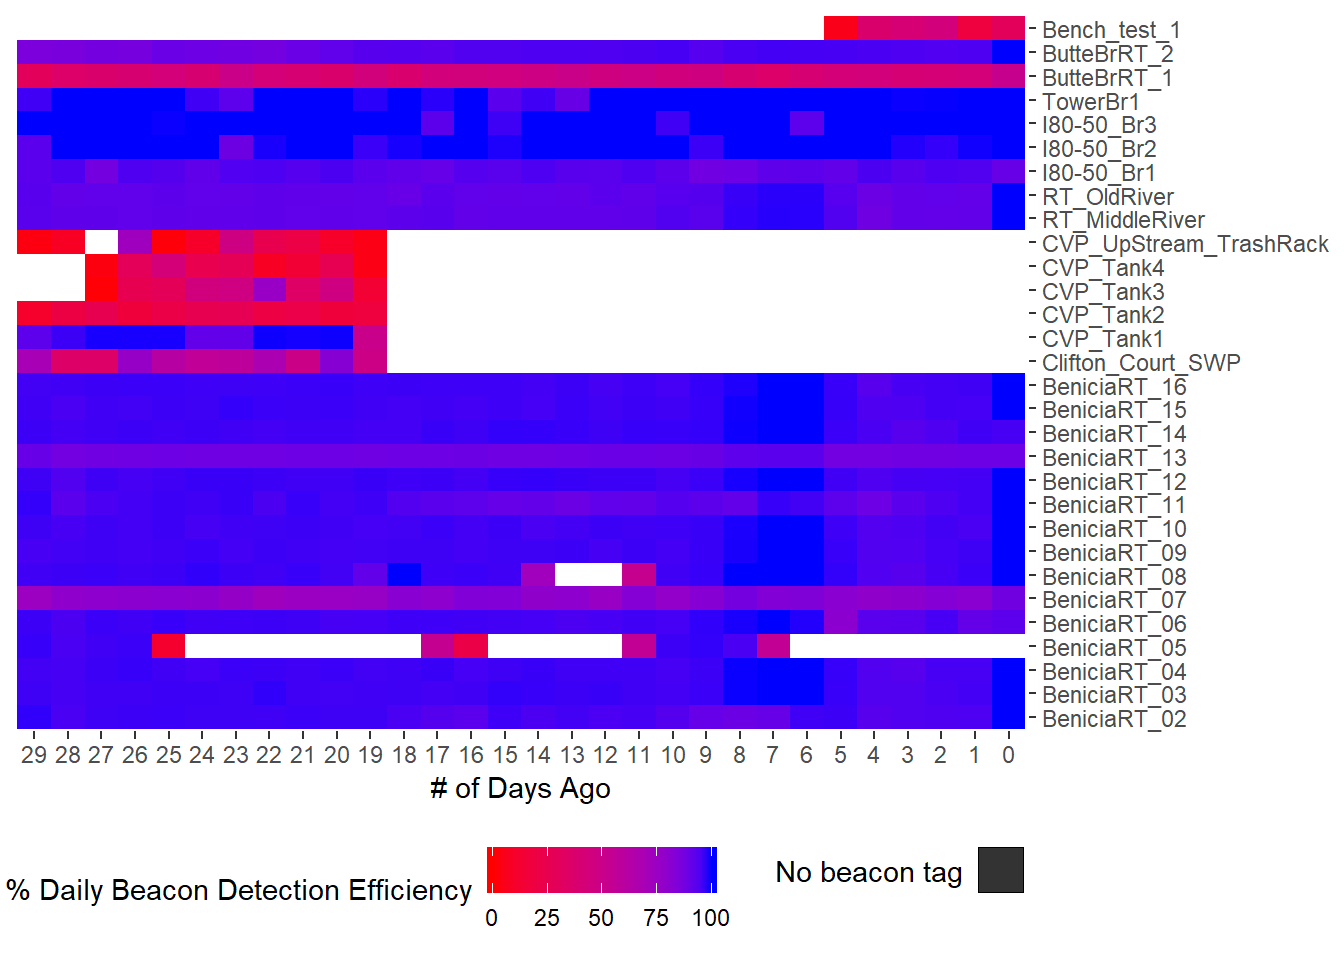 Bench_test_1
ButteBrRT_2
ButteBrRT_1
TowerBr1
I80-50_Br3
I80-50_Br2
I80-50_Br1
RT_OldRiver
RT_MiddleRiver
CVP_UpStream_TrashRack
CVP_Tank4
CVP_Tank3
CVP_Tank2
CVP_Tank1
Clifton_Court_SWP
BeniciaRT_16
BeniciaRT_15
BeniciaRT_14
BeniciaRT_13
BeniciaRT_12
BeniciaRT_11
BeniciaRT_10
BeniciaRT_09
BeniciaRT_08
BeniciaRT_07
BeniciaRT_06
BeniciaRT_05
BeniciaRT_04
BeniciaRT_03
BeniciaRT_02
29 28 27 26 25 24 23 22 21 20 19 18 17 16 15 14 13 12 11 10 9 8 7 6 5 4 3 2 1 0
# of Days Ago
% Daily Beacon Detection Efficiency
0 25 50 75 100
No beacon tag